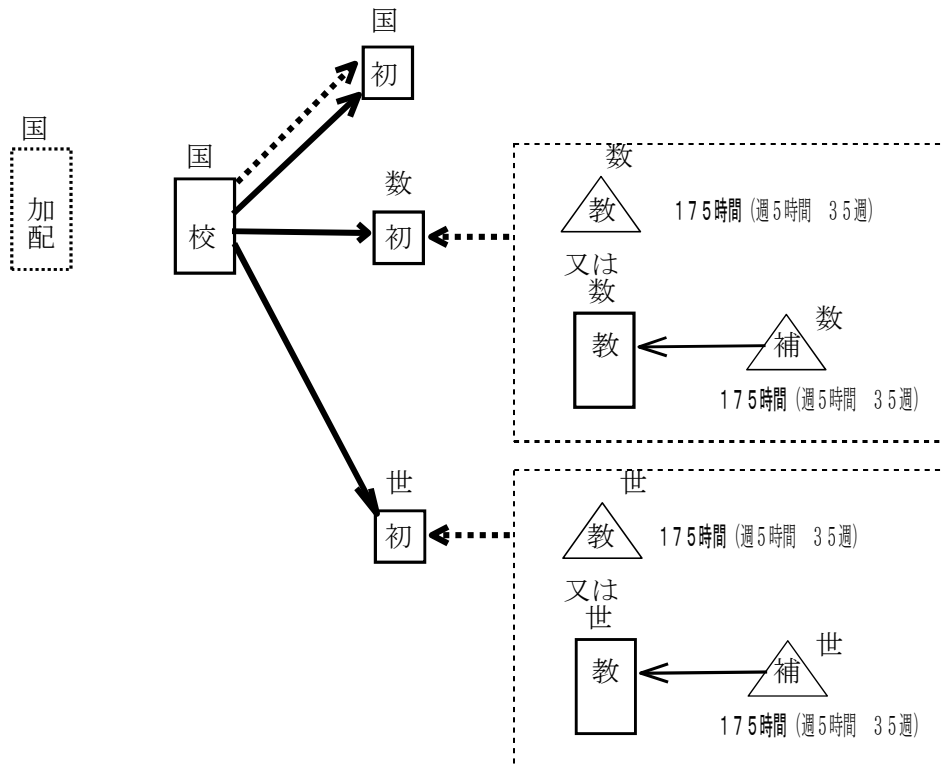 国
初
国
加
配
国
校
数
初
数
教
175時間(週5時間 35週)
又は
数
教
数
補
175時間(週5時間 35週)
世
初
世
教
175時間(週5時間 35週)
又は
世
教
世
補
175時間(週5時間 35週)